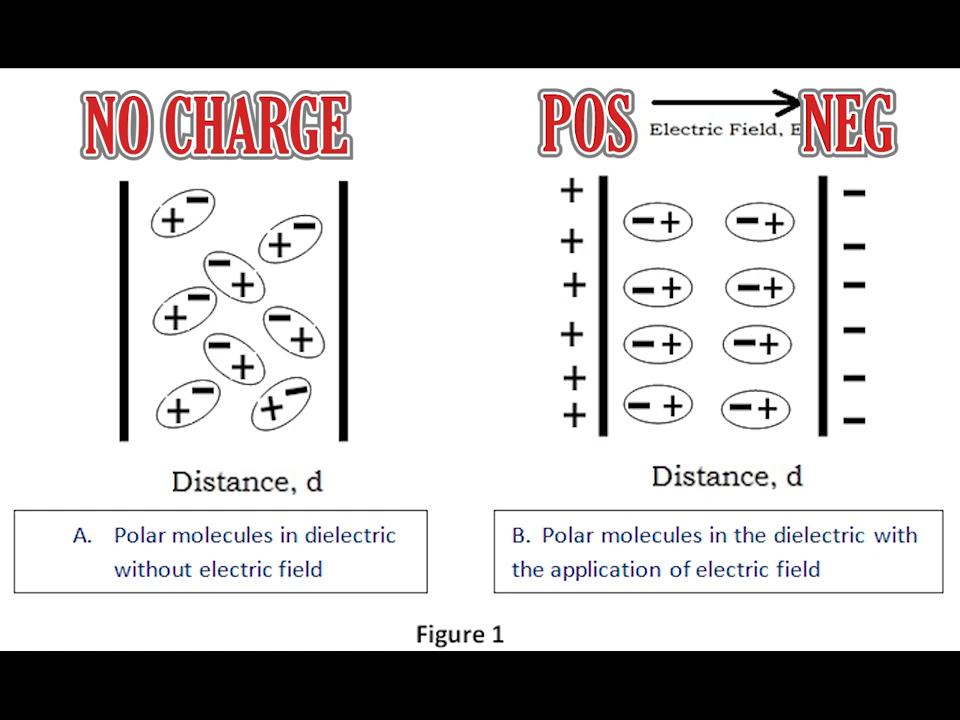 NO CHARGE
POS
NEG
Electric Field, E
Distance, d
Distance, d
A. Polar molecules in dielectric
without electric field
B. Polar molecules in the dielectric with
the application of electric field
Figure 1